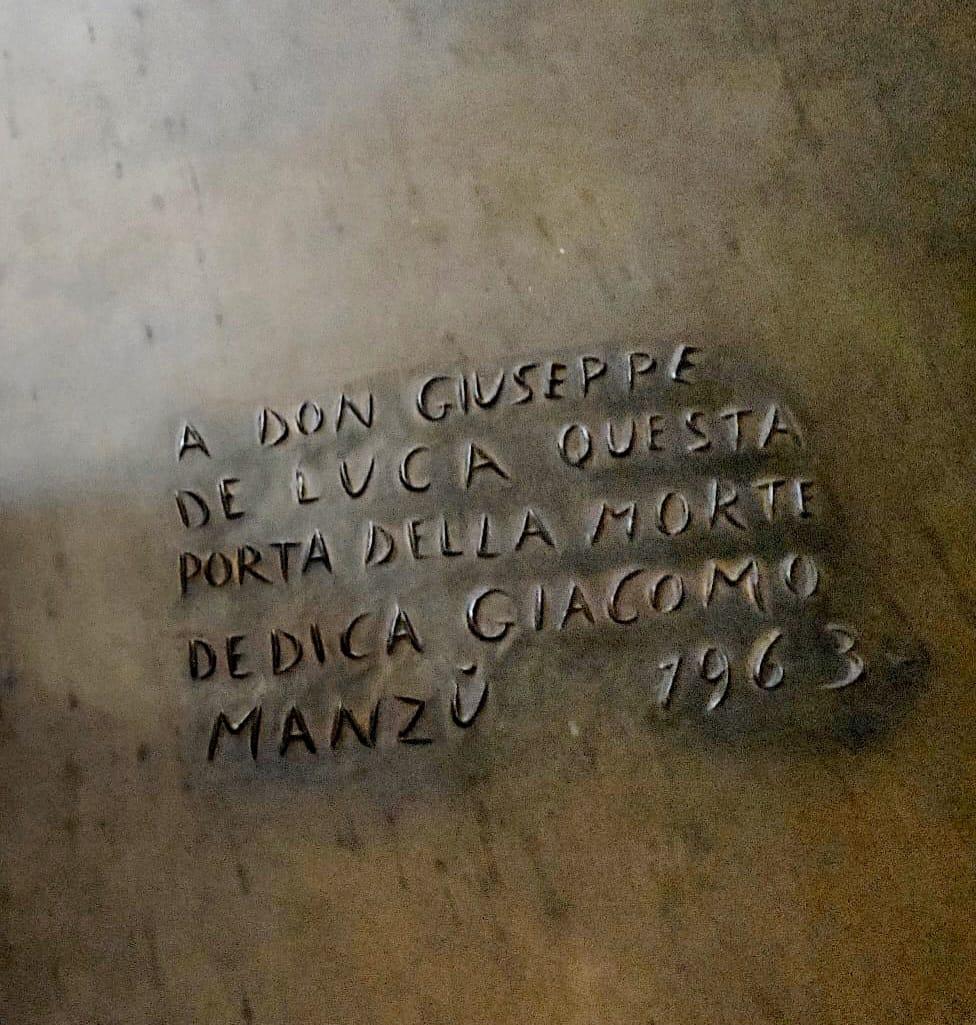 A DON GIUSEPPE
DE LUCA QUESTA
PORTA DELLA MORTE
DEDICA GIACOMO
MANZÙ 1963